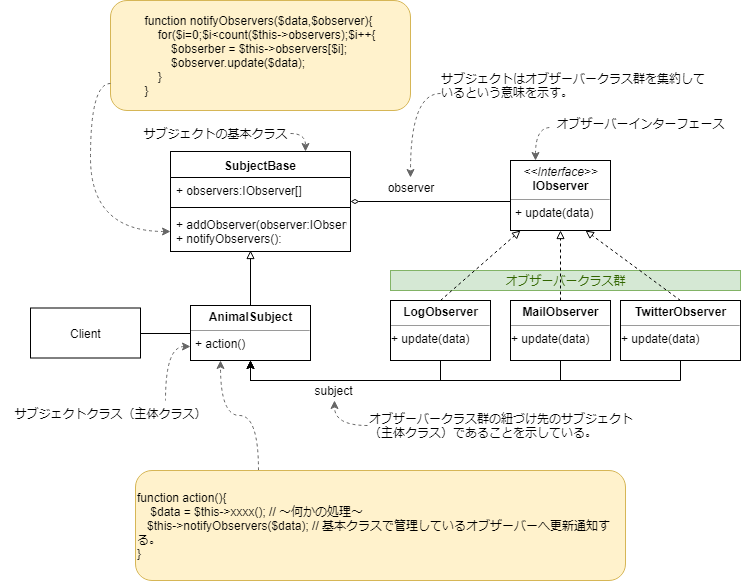 function notifyObservers($data,$observer){
for($i=0;$i<count($this->observers);$i++{
$obserber = $this->observers[$i];
$observer.update($data);
}
}
サブジェクトはオブザーバークラス群を集約して
いるという意味を示す。
オブザーバーインターフェース
サブジェクトの基本クラス
SubjectBase
+ observers:IObserver[]
+ addObserver(observer:IObser
+ notifyObservers():
observer
<<Interface>>
IObserver
+ update(data)
オブザーバークラス群
LogObserver
+ update(data)
MailObserver
+ update(data)
TwitterObserver
+ update(data)
Client
AnimalSubject
+ action()
subject
サブジェクトクラス（主体クラス）
オブザーバークラス群の紐づけ先のサブジェクト
（主体クラス）であることを示している。
function action(){
$data = $this->xxxx(); // ～何かの処理～
$this->notifyObservers($data); // 基本クラスで管理しているオブザーバーへ更新通知す
る。
}